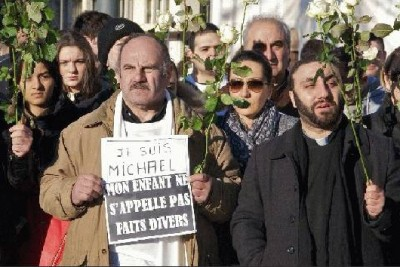 JE SUIS
MICHAEL
MON ENFANT NE
S'APPELLE PAS
FAITS DIVERS